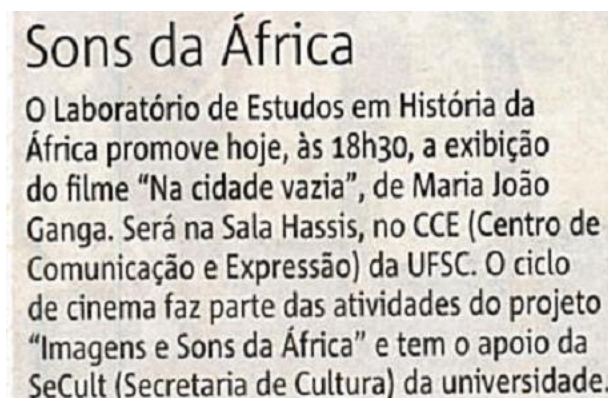 Sons da África
O Laboratório de Estudos em História da
África promove hoje, às 18h30, a exibição
do filme “Na cidade vazia”, de Maria João
Ganga. Será na Sala Hassis, no CCE (Centro de
Comunicação e Expressão) da UFSC. O ciclo
de cinema faz parte das atividades do projeto
“Imagens e Sons da África” e tem o apoio da
SeCult (Secretaria de Cultura) da universidade.